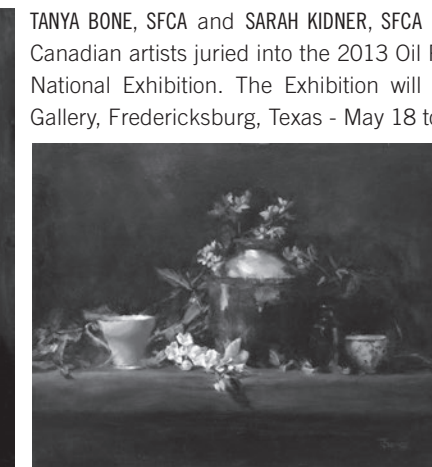 TANYA BONE, SFCA and SARAH KIDNER, SFCA
Canadian artists juried into the 2013 Oil
National Exhibition. The Exhibition will
Gallery, Fredericksburg, Texas - May 18